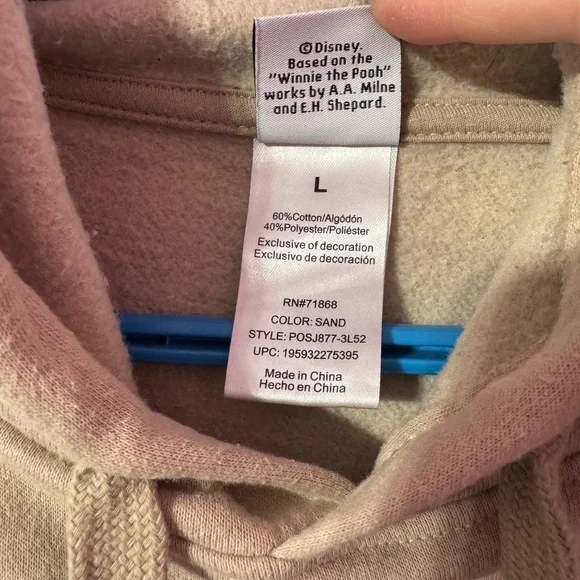 ©Disney.
Based on the
"Winnie the Pooh"
works by A.A. Milne
and E.H. Shepard.
L
60%Cotton/Algodón
40%Polyester/Poliéster
Exclusive of decoration
Exclusivo de decoración
RN#71868
COLOR: SAND
STYLE: POSJ877-3L52
UPC: 195932275395
Made in China
Hecho en China